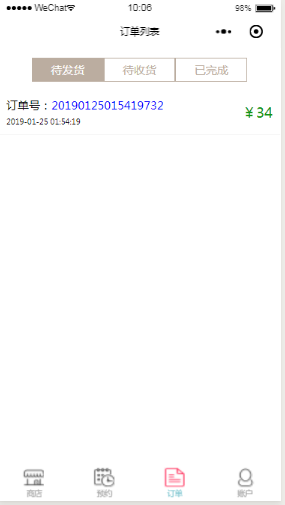 ●●●●● WeChat 10:06 98%
订单列表
待发货 待收货 已完成
订单号：20190125015419732
¥34
2019-01-25 01:54:19
商店 预约 订单 账户